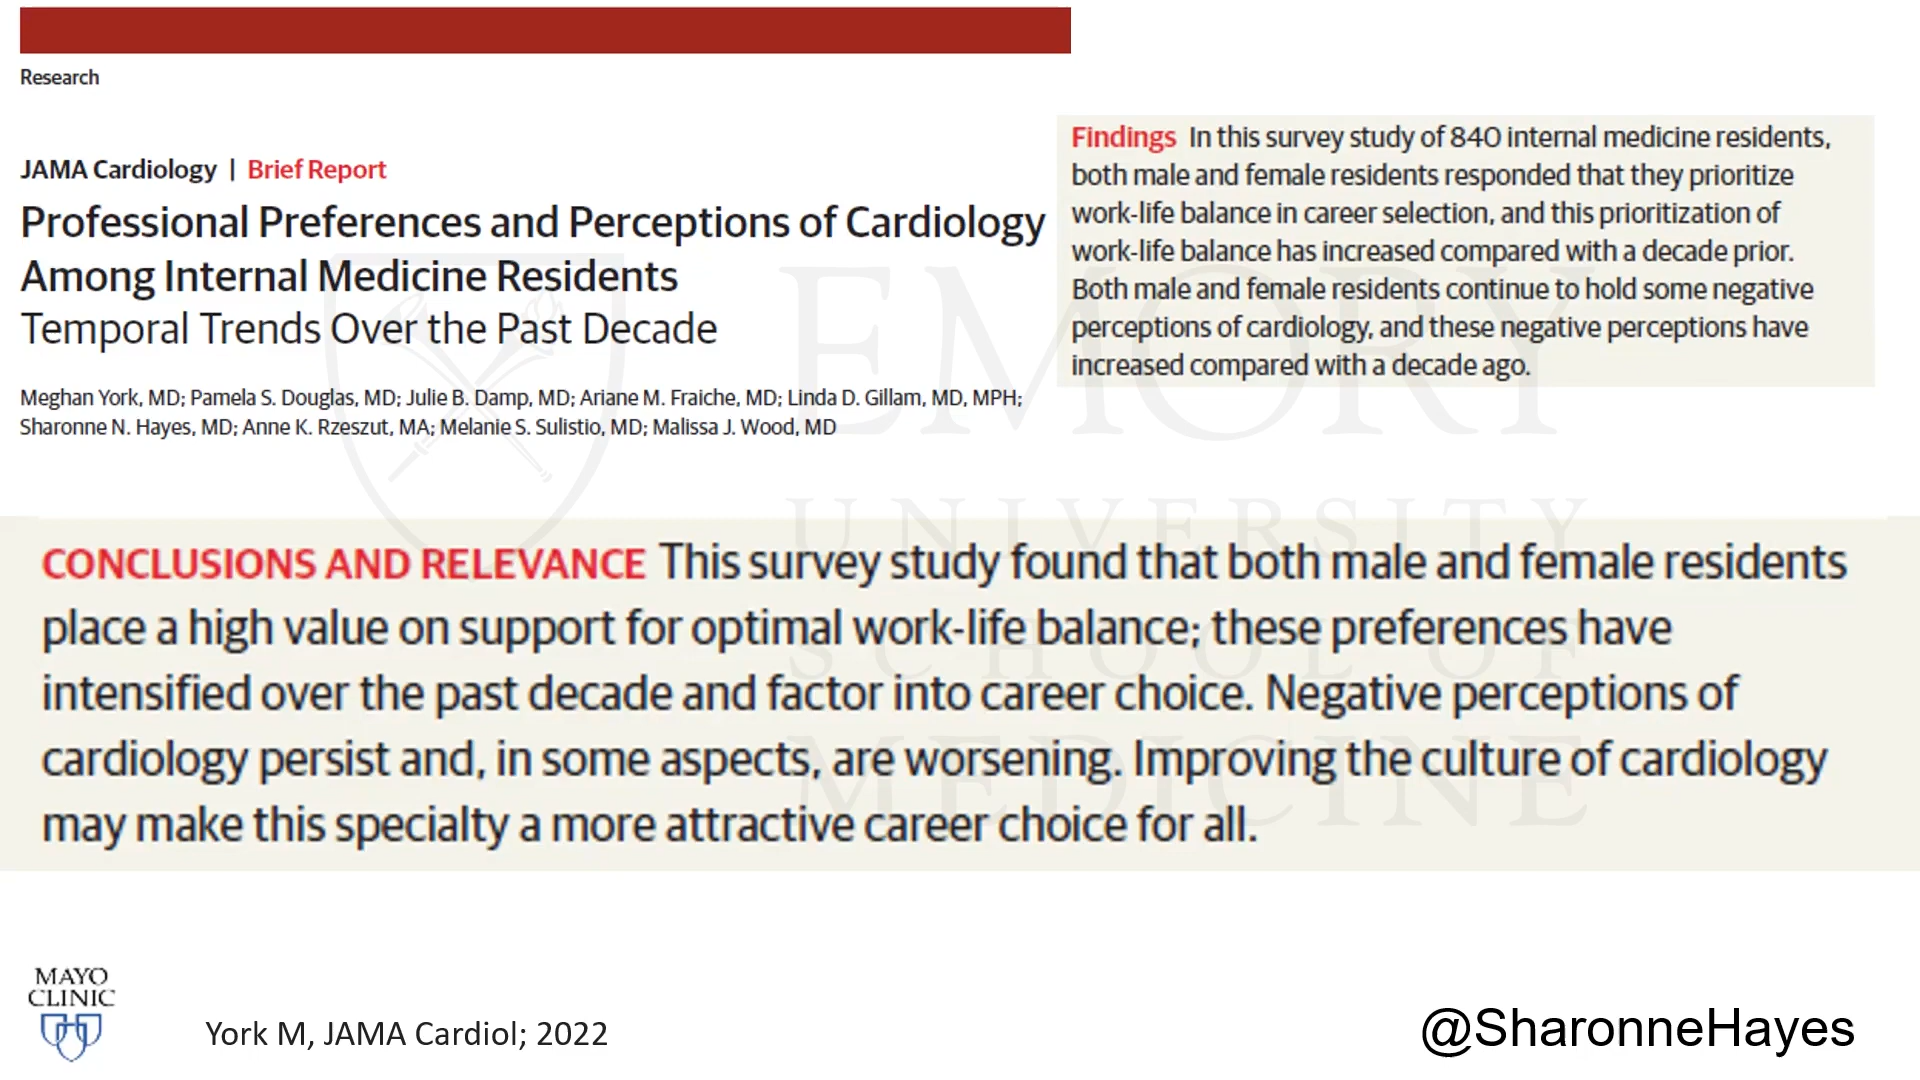 Research
JAMA Cardiology | Brief Report
Professional Preferences and Perceptions of Cardiology
Among Internal Medicine Residents
Temporal Trends Over the Past Decade
Meghan York, MD; Pamela S. Douglas, MD; Julie B. Damp, MD; Ariane M. Fraiche, MD; Linda D. Gillam, MD, MPH;
Sharonne N. Hayes, MD; Anne K. Rzeszut, MA; Melanie S. Sulistio, MD; Malissa J. Wood, MD
Findings In this survey study of 840 internal medicine residents,
both male and female residents responded that they prioritize
work-life balance in career selection, and this prioritization of
work-life balance has increased compared with a decade prior.
Both male and female residents continue to hold some negative
perceptions of cardiology, and these negative perceptions have
increased compared with a decade ago.
EMORY
UNIVERSITY
SCHOOL OF
MEDICINE
CONCLUSIONS AND RELEVANCE This survey study found that both male and female residents
place a high value on support for optimal work-life balance; these preferences have
intensified over the past decade and factor into career choice. Negative perceptions of
cardiology persist and, in some aspects, are worsening. Improving the culture of cardiology
may make this specialty a more attractive career choice for all.
MAYO
CLINIC
York M, JAMA Cardiol; 2022
@SharonneHayes